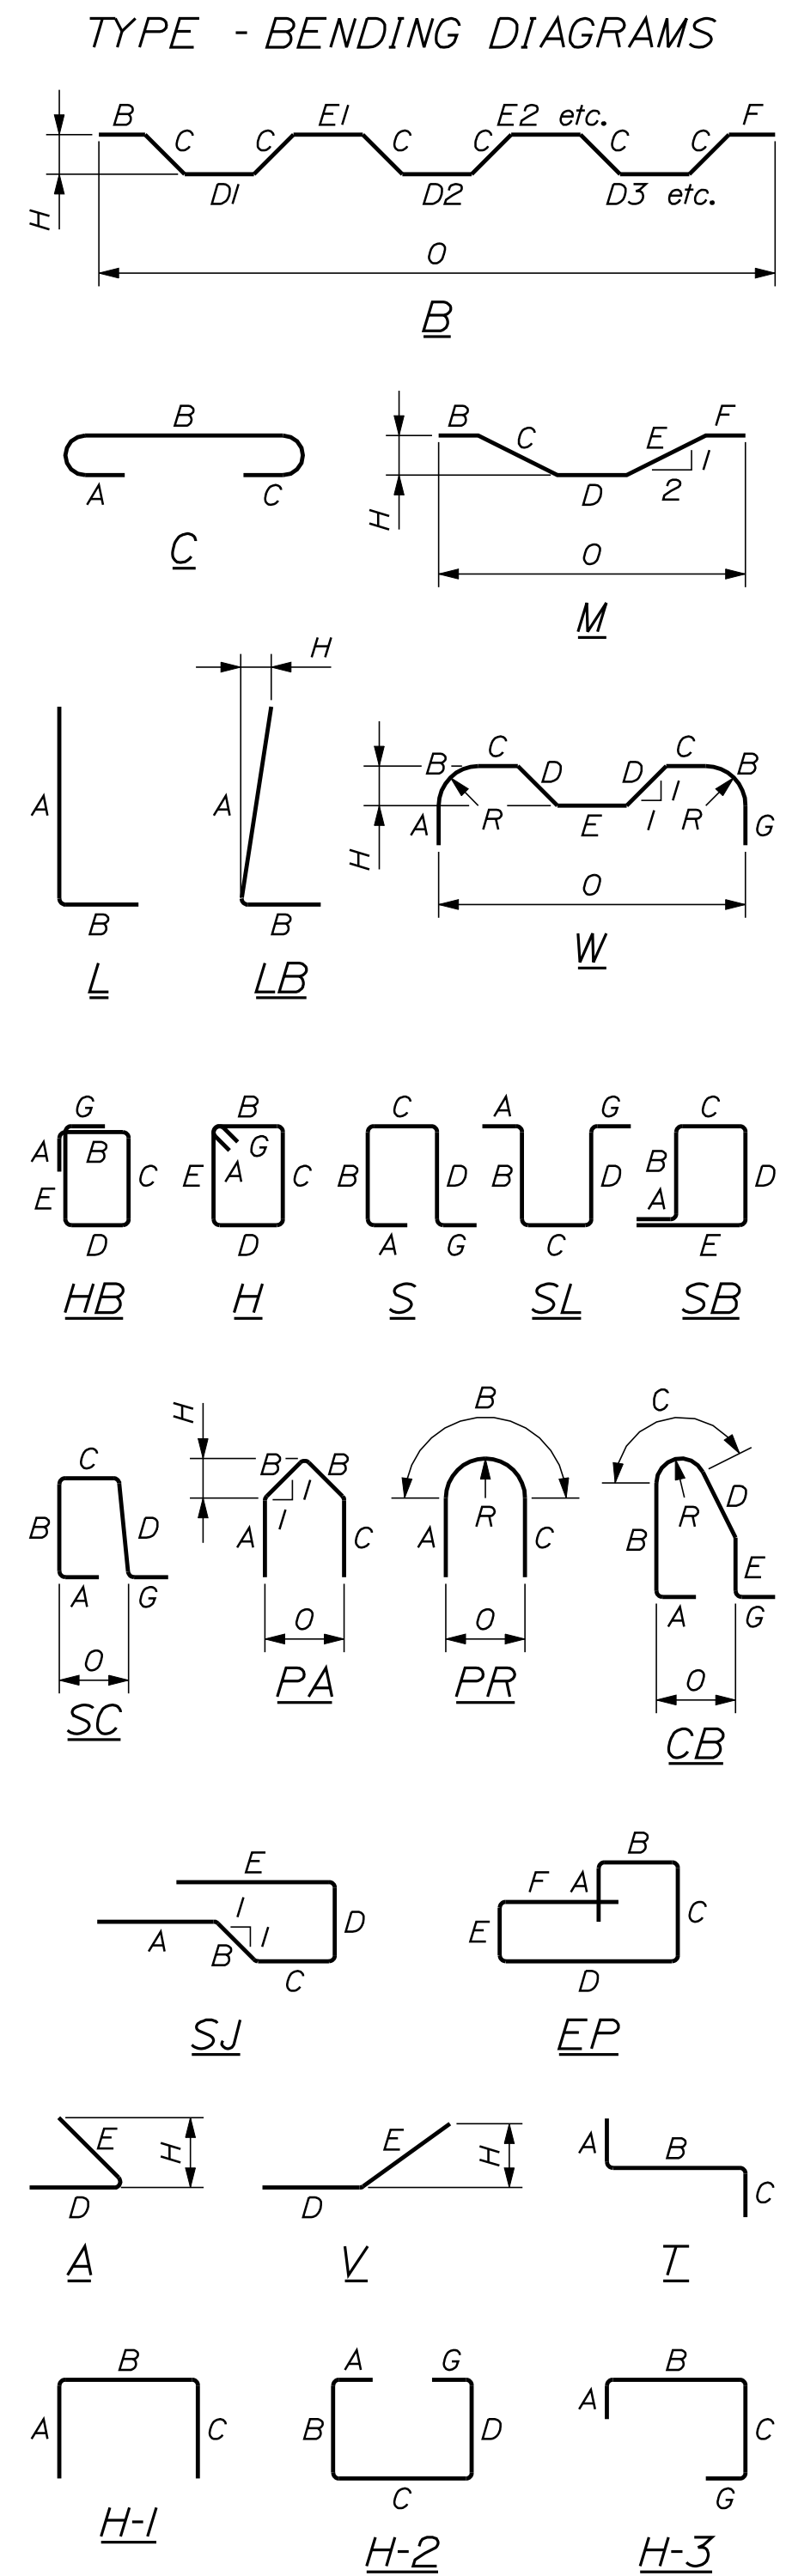 TYPE - BENDING DIAGRAMS
B C C E1 C C E2 etc. C C F
D1 D2 D3 etc.
H
O
B
B
A C
C
B C E F
1
2
D
H
O
M
H
A
B
L
A
B
LB
B C D D C B
1
A R E 1 R G
H
O
W
G
A B C
E
D
HB
B
G
E A C
D
H
C
B D
A G
S
A G
B D
C
SL
C
B D
A
E
SB
C
B D
A G
O
SC
H
B B
1
1
A C
O
PA
B
R
A C
O
PR
C
D
R
B
E
A G
O
CB
E
1
1
A B D
C
SJ
B
F A
E C
D
EP
E
H
D
A
E
H
D
V
A B
C
T
B
A C
H-1
A G
B D
C
H-2
B
A
C
G
H-3